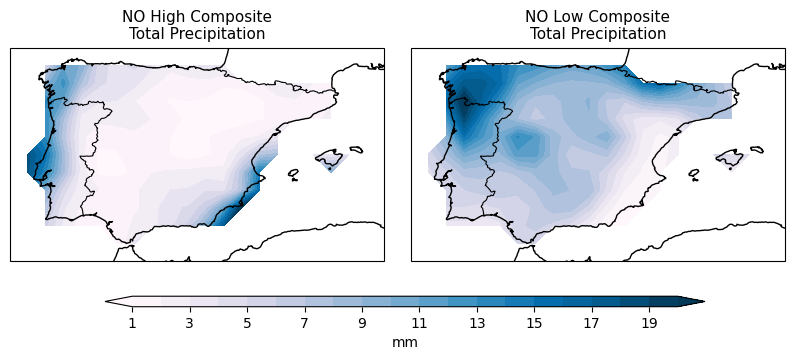 NO High Composite
Total Precipitation
NO Low Composite
Total Precipitation
1 3 5 7 9 11 13 15 17 19
mm